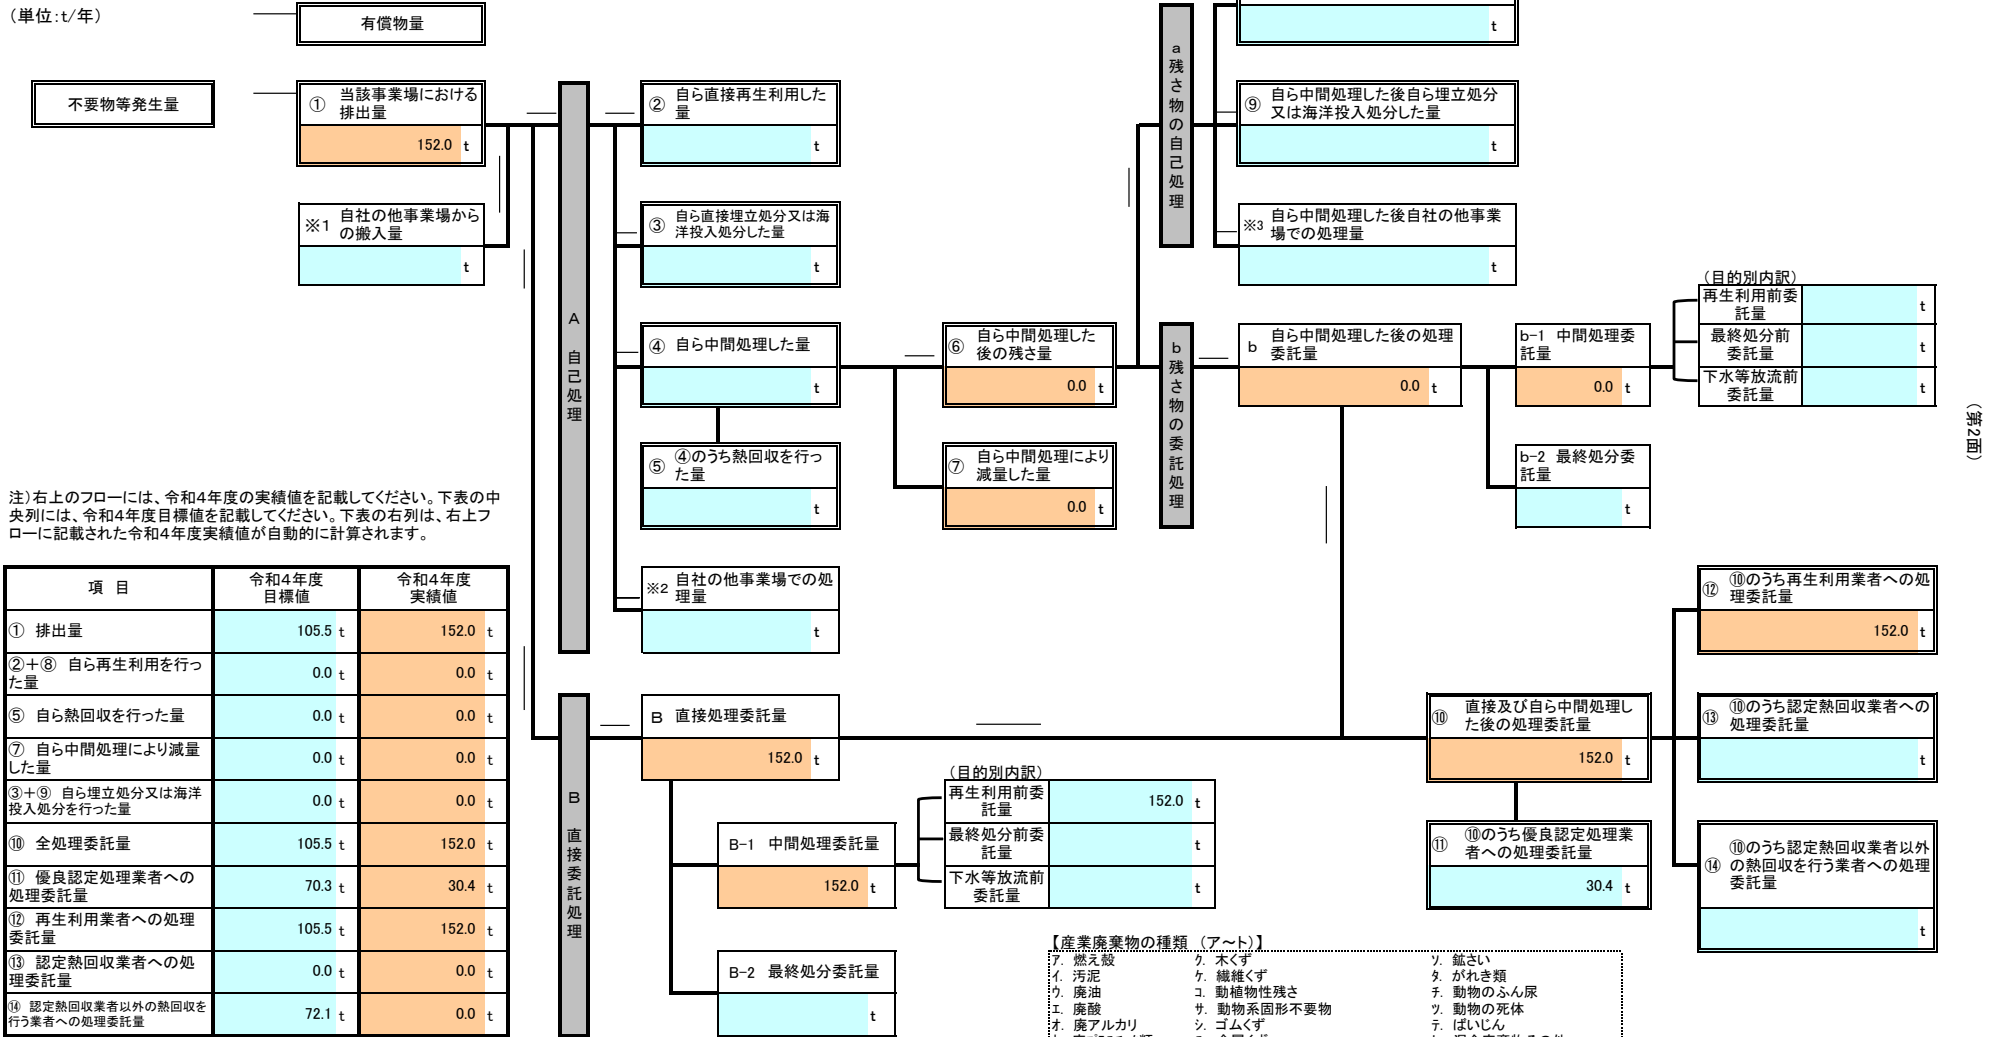 (単位:t/年)
有償物量
t
不要物等発生量
① 当該事業場における
排出量
152.0 t
※1 自社の他事業場から
の搬入量
t
A 自己処理
② 自ら直接再生利用した
量
t
③ 自ら直接埋立処分又は海
洋投入処分した量
t
④ 自ら中間処理した量
t
⑤ ④のうち熱回収を行っ
た量
t
※2 自社の他事業場での処
理量
t
⑥ 自ら中間処理した
後の残さ量
0.0 t
⑦ 自ら中間処理により
減量した量
0.0 t
a 残さ物の自己処理
⑨ 自ら中間処理した後自ら埋立処分
又は海洋投入処分した量
t
※3 自ら中間処理した後自社の他事業
場での処理量
t
b 残さ物の委託処理
b 自ら中間処理した後の処理
委託量
0.0 t
b-1 中間処理委
託量
0.0 t
b-2 最終処分委
託量
t
(目的別内訳)
再生利用前委
託量
t
最終処分前
委託量
t
下水等放流前
委託量
t
(第2面)
注)右上のフローには、令和4年度の実績値を記載してください。下表の中
央列には、令和4年度目標値を記載してください。下表の右列は、右上フ
ローに記載された令和4年度実績値が自動的に計算されます。
項 目 令和4年度 目標値 令和4年度 実績値
① 排出量 105.5 t 152.0 t
②+⑧ 自ら再生利用を行っ
た量 0.0 t 0.0 t
⑤ 自ら熱回収を行った量 0.0 t 0.0 t
⑦ 自ら中間処理により減量
した量 0.0 t 0.0 t
③+⑨ 自ら埋立処分又は海洋
投入処分を行った量 0.0 t 0.0 t
⑩ 全処理委託量 105.5 t 152.0 t
⑪ 優良認定処理業者への
処理委託量 70.3 t 30.4 t
⑫ 再生利用業者への処理
委託量 105.5 t 152.0 t
⑬ 認定熱回収業者への処
理委託量 0.0 t 0.0 t
⑭ 認定熱回収業者以外の熱回収を
行う業者への処理委託量 72.1 t 0.0 t
B 直接委託処理
B 直接処理委託量
152.0 t
B-1 中間処理委託量
152.0 t
B-2 最終処分委託量
t
(目的別内訳)
再生利用前委
託量
152.0 t
最終処分前委
託量
t
下水等放流前
委託量
t
⑩ 直接及び自ら中間処理し
た後の処理委託量
152.0 t
⑪ ⑩のうち優良認定処理業
者への処理委託量
30.4 t
⑫ ⑩のうち再生利用業者への処
理委託量
152.0 t
⑬ ⑩のうち認定熱回収業者への
処理委託量
t
⑭ ⑩のうち認定熱回収業者以外
の熱回収を行う業者への処理
委託量
t
【産業廃棄物の種類 (ア~ト)】
ア. 燃え殻 ク. 木くず ソ. 鉱さい
イ. 汚泥 ケ. 繊維くず タ. がれき類
ウ. 廃油 コ. 動植物性残さ チ. 動物のふん尿
エ. 廃酸 サ. 動物系固形不要物 ツ. 動物の死体
オ. 廃アルカリ シ. ゴムくず テ. ばいじん